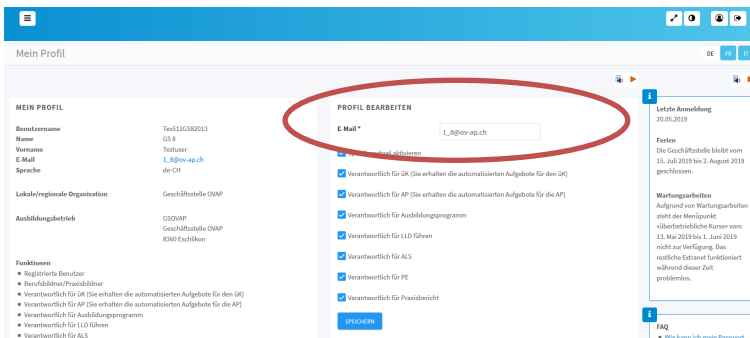 Mein Profil
DE FR IT
MEIN PROFIL
Benutzername Tes512GS82013
Name GS 8
Vorname Testuser
E-Mail 1_8@ov-ap.ch
Sprache de-CH
Lokale/regionale Organisation Geschäftsstelle OVAP
Ausbildungsbetrieb GSOVAP
Geschäftsstelle OVAP
8360 Eschlikon
Funktionen
Registrierte Benutzer
Berufsbildner/Praxisbildner
Verantwortlich für üK (Sie erhalten die automatisierten Aufgebote für den üK)
Verantwortlich für AP (Sie erhalten die automatisierten Aufgebote für die AP)
Verantwortlich für Ausbildungsprogramm
Verantwortlich für LLD führen
Verantwortlich für ALS
PROFIL BEARBEITEN
E-Mail * 1_8@ov-ap.ch
aktivieren
Verantwortlich für üK (Sie erhalten die automatisierten Aufgebote für den üK)
Verantwortlich für AP (Sie erhalten die automatisierten Aufgebote für die AP)
Verantwortlich für Ausbildungsprogramm
Verantwortlich für LLD führen
Verantwortlich für ALS
Verantwortlich für PE
Verantwortlich für Praxisbericht
SPEICHERN
i
Letzte Anmeldung
20.05.2019
Ferien
Die Geschäftsstelle bleibt vom
15. Juli 2019 bis 2. August 2019
geschlossen.
Wartungsarbeiten
Aufgrund von Wartungsarbeiten
steht der Menüpunkt
«überbetriebliche Kurse» vom
13. Mai 2019 bis 1. Juni 2019
nicht zur Verfügung. Das
restliche Extranet funktioniert
während dieser Zeit
problemlos.
i
FAQ
Wie kann ich mein Passwort